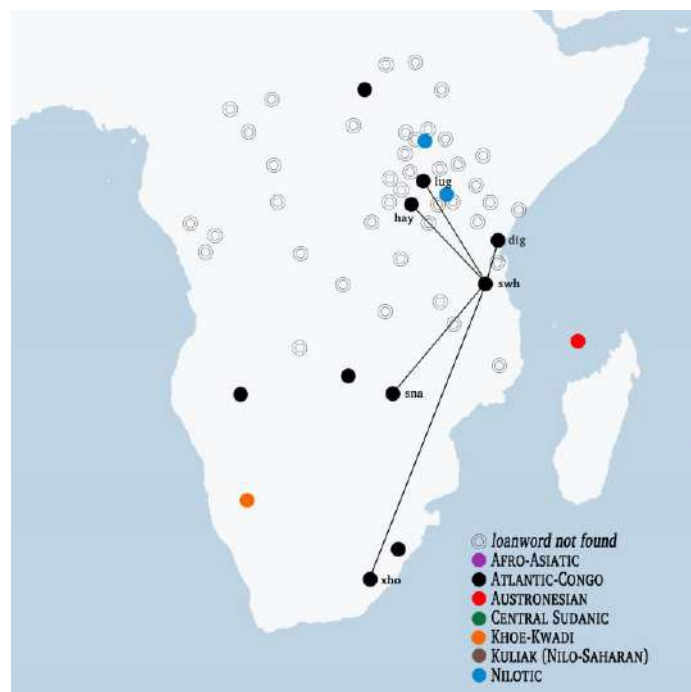 lug
hay
dig
swh
sna
xho
loanword not found
AFRO-ASIATIC
ATLANTIC-CONGO
AUSTRONESIAN
CENTRAL SUDANIC
KHOE-KWADI
KULIAK (NILO-SAHARAN)
NILOTIC